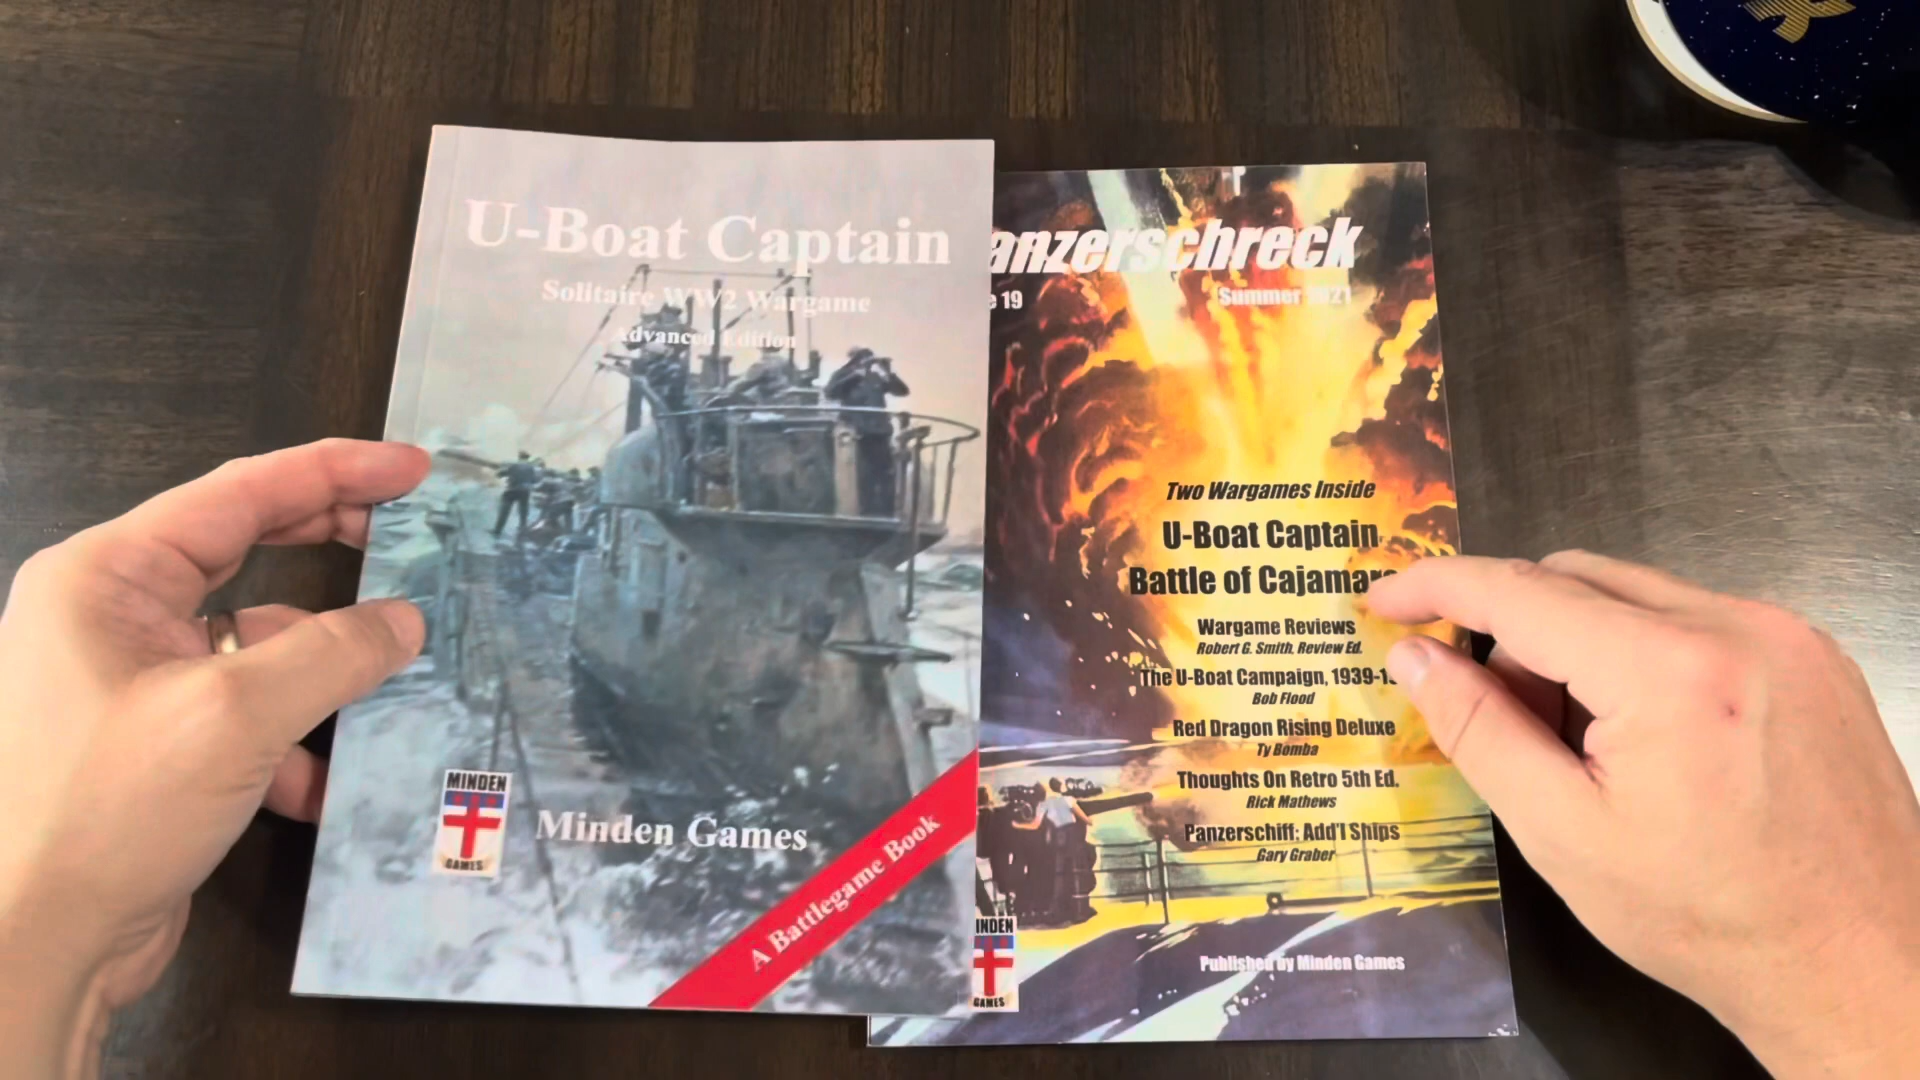 U-Boat Captain
Solitaire WW2 Wargame
Advanced Edition
MINDEN
GAMES
Minden Games
A Battlegame Book
anzerschreck
e 19
Summer 2021
Two Wargames Inside
U-Boat Captain
Battle of Cajamarc
Wargame Reviews
Robert G. Smith, Review Ed.
The U-Boat Campaign, 1939-1
Bob Flood
Red Dragon Rising Deluxe
Ty Bomba
Thoughts On Retro 5th Ed.
Rick Mathews
Panzerschiff: Add'l Ships
Gary Graber
INDEN
GAMES
Published by Minden Games